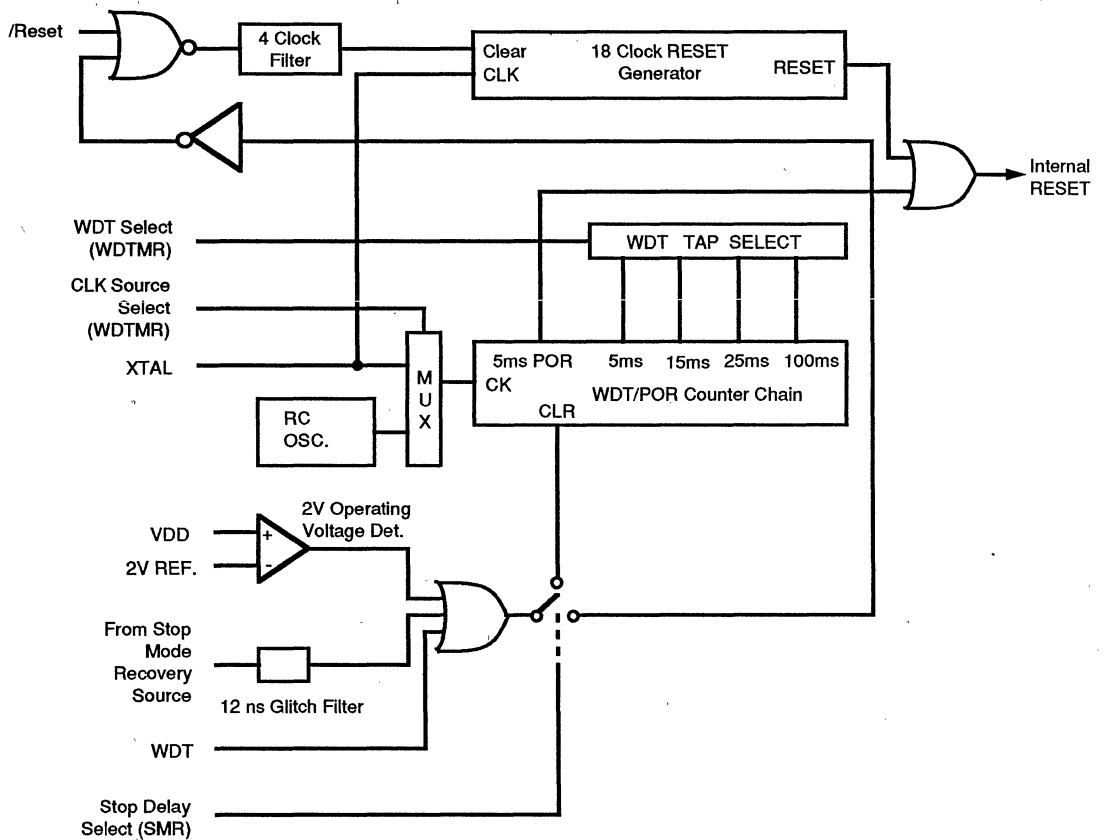 /Reset
4 Clock
Filter
Clear
CLK
18 Clock RESET
Generator
RESET
Internal
RESET
WDT Select
(WDTMR)
WDT TAP SELECT
CLK Source
Select
(WDTMR)
XTAL
M
U
X
5ms POR
5ms
15ms
25ms
100ms
CK
WDT/POR Counter Chain
CLR
RC
OSC.
2V Operating
Voltage Det.
VDD
+
2V REF.
-
From Stop
Mode
Recovery
Source
12 ns Glitch Filter
WDT
Stop Delay
Select (SMR)